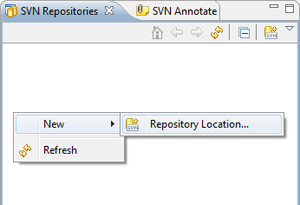 SVN Repositories
SVN Annotate
New
Repository Location...
Refresh